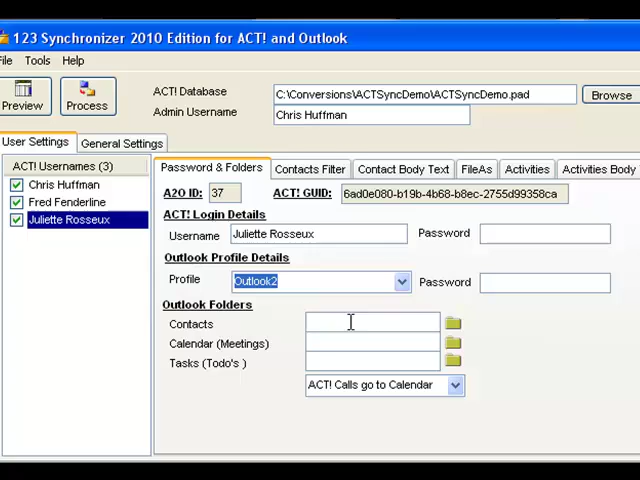 123 Synchronizer 2010 Edition for ACT! and Outlook
File Tools Help
Preview Process
ACT! Database C:\Conversions\ACTSyncDemo\ACTSyncDemo.pad Browse
Admin Username Chris Huffman
User Settings General Settings
ACT! Usernames (3)
Chris Huffman
Fred Fenderline
Juliette Rosseux
Password & Folders Contacts Filter Contact Body Text FileAs Activities Activities Body
A2O ID: 37 ACT! GUID: 6ad0e080-b19b-4b68-b8ec-2755d99358ca
ACT! Login Details
Username Juliette Rosseux Password
Outlook Profile Details
Profile Outlook2 Password
Outlook Folders
Contacts
Calendar (Meetings)
Tasks (Todo's )
ACT! Calls go to Calendar